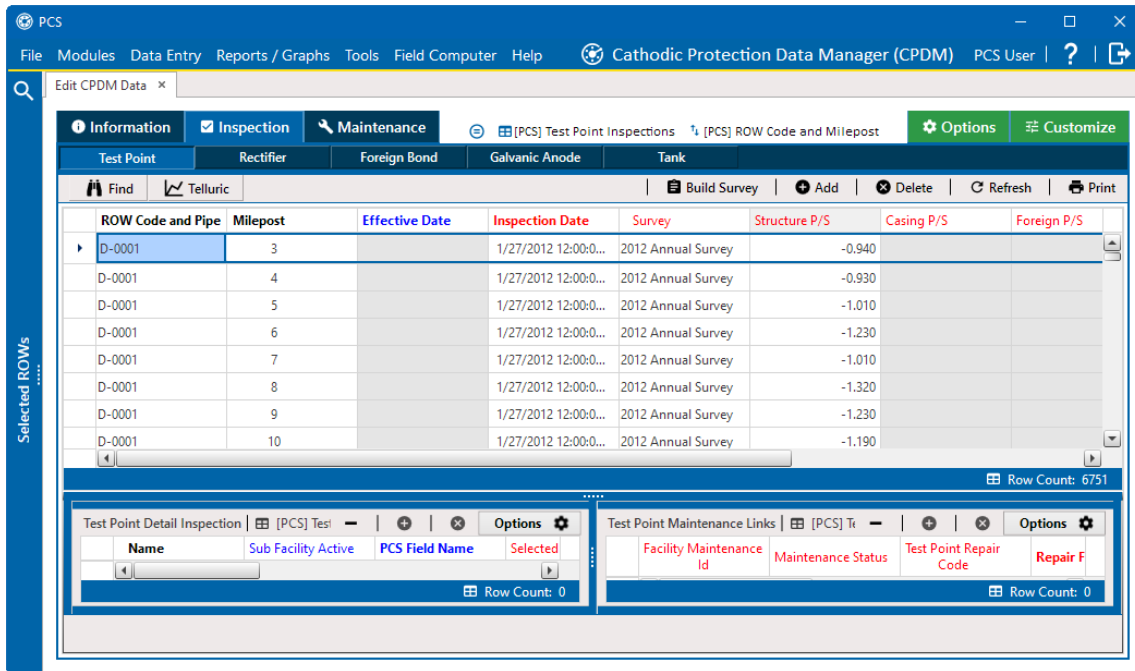 PCS
File Modules Data Entry Reports / Graphs Tools Field Computer Help Cathodic Protection Data Manager (CPDM) PCS User | ? |
Edit CPDM Data ×
Information Inspection Maintenance [PCS] Test Point Inspections [PCS] ROW Code and Milepost Options Customize
Test Point Rectifier Foreign Bond Galvanic Anode Tank
Find Telluric | Build Survey | Add | Delete | Refresh | Print
ROW Code and Pipe Milepost Effective Date Inspection Date Survey Structure P/S Casing P/S Foreign P/S
D-0001 3 1/27/2012 12:00:0... 2012 Annual Survey -0.940
D-0001 4 1/27/2012 12:00:0... 2012 Annual Survey -0.930
D-0001 5 1/27/2012 12:00:0... 2012 Annual Survey -1.010
D-0001 6 1/27/2012 12:00:0... 2012 Annual Survey -1.230
D-0001 7 1/27/2012 12:00:0... 2012 Annual Survey -1.010
D-0001 8 1/27/2012 12:00:0... 2012 Annual Survey -1.320
D-0001 9 1/27/2012 12:00:0... 2012 Annual Survey -1.230
D-0001 10 1/27/2012 12:00:0... 2012 Annual Survey -1.190
Selected ROWs
Row Count: 6751
Test Point Detail Inspection | [PCS] Test Options
Name Sub Facility Active PCS Field Name Selected
Row Count: 0
Test Point Maintenance Links | [PCS] Te Options
Facility Maintenance Id Maintenance Status Test Point Repair Code Repair F
Row Count: 0